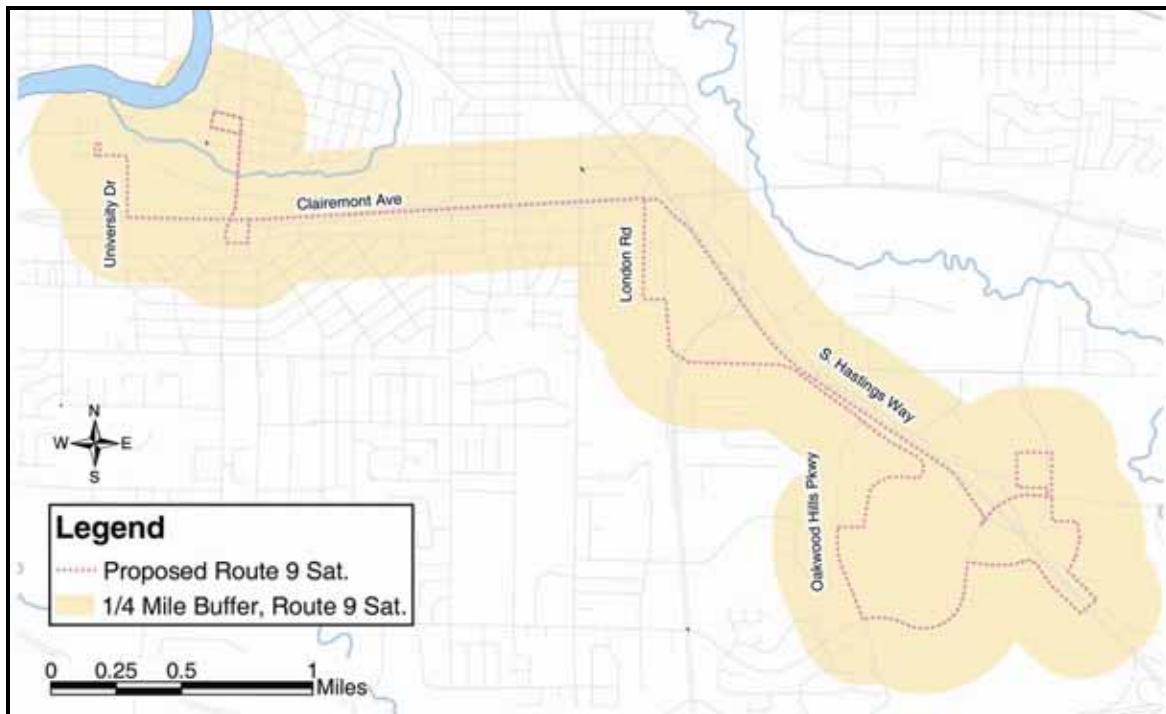 University Dr
Clairemont Ave
London Rd
S. Hastings Way
Oakwood Hills Pkwy
N
W E
S
Legend
Proposed Route 9 Sat.
1/4 Mile Buffer, Route 9 Sat.
0 0.25 0.5 1
Miles